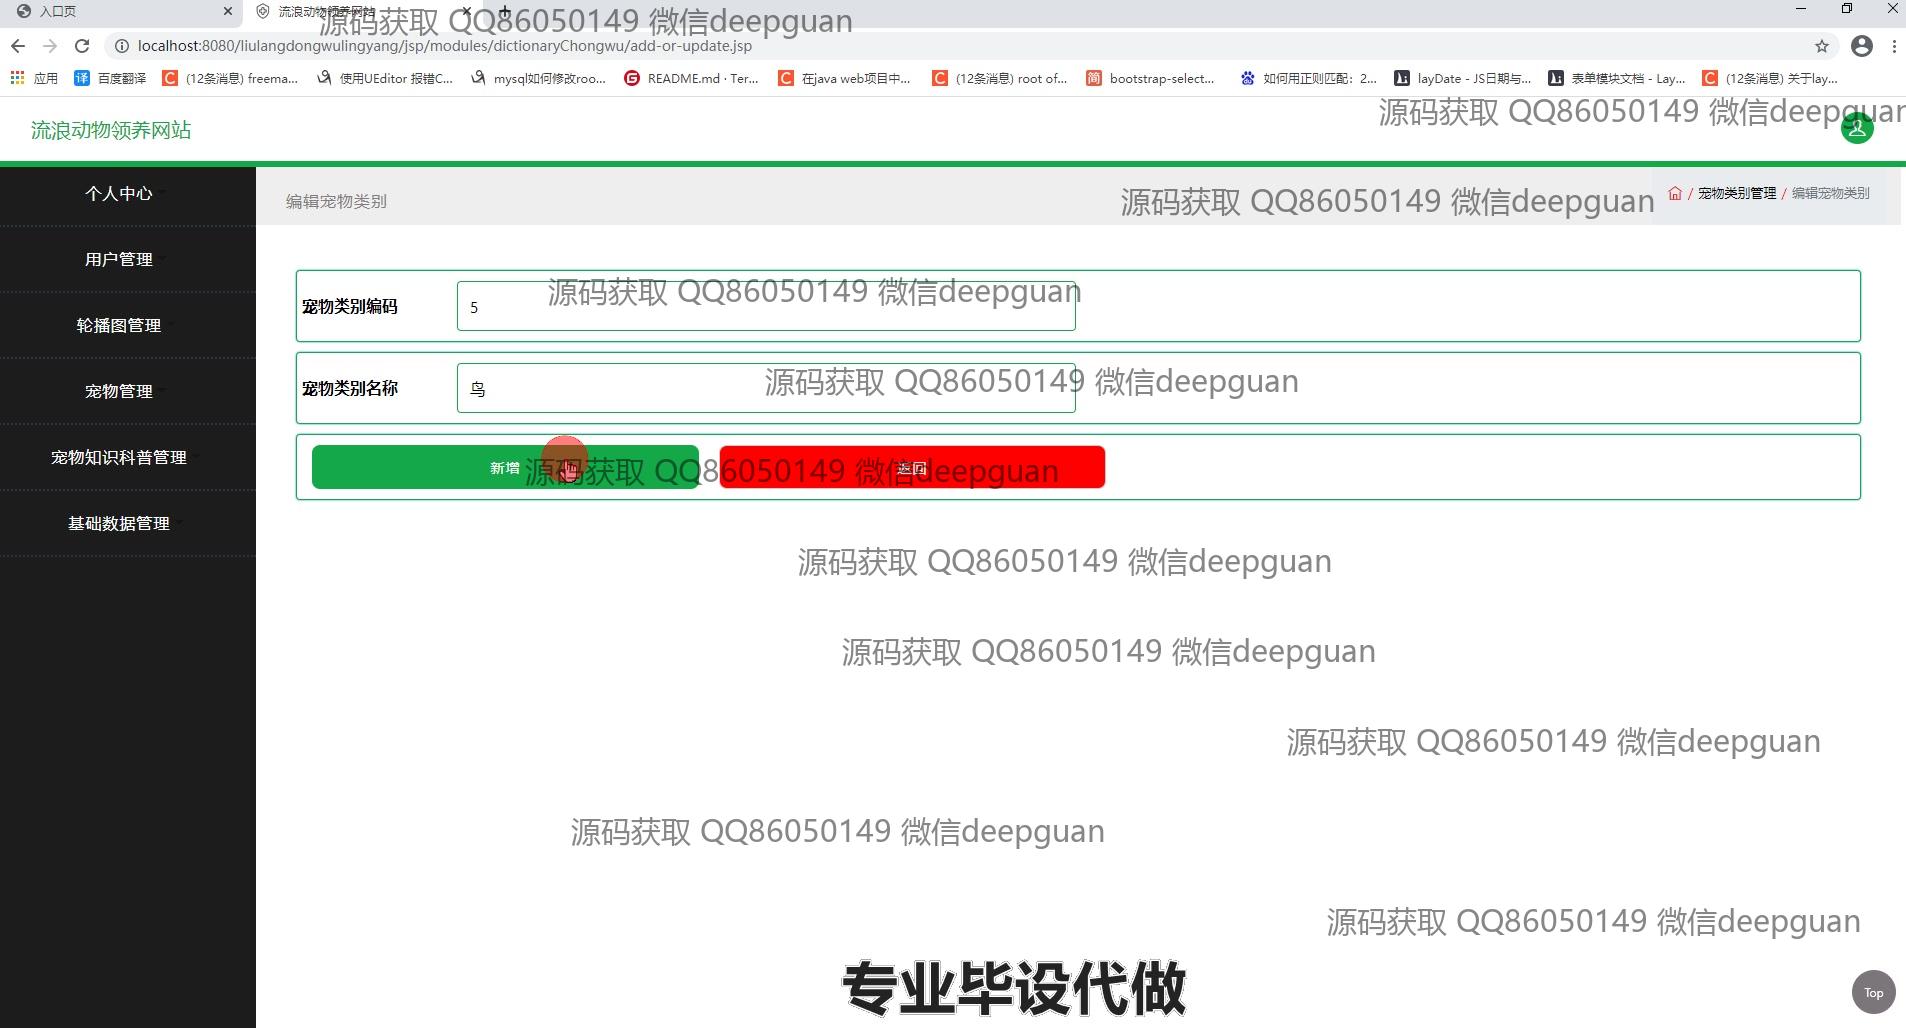 入口页
流浪动物领养网站
源码获取 QQ86050149 微信deepguan
localhost:8080/liulangdongwulingyang/jsp/modules/dictionaryChongwu/add-or-update.jsp
应用 百度翻译 (12条消息) freema... 使用UEditor 报错C... mysql如何修改roo... README.md · Ter... 在java web项目中... (12条消息) root of... bootstrap-select... 如何用正则匹配：2... layDate - JS日期与... 表单模块文档 - Lay... (12条消息) 关于lay...
源码获取 QQ86050149 微信deepguan
流浪动物领养网站
个人中心
编辑宠物类别
源码获取 QQ86050149 微信deepguan
/ 宠物类别管理 / 编辑宠物类别
用户管理
源码获取 QQ86050149 微信deepguan
宠物类别编码 5
轮播图管理
宠物类别名称 鸟
源码获取 QQ86050149 微信deepguan
宠物管理
宠物知识科普管理
新增 返回
源码获取 QQ86050149 微信deepguan
基础数据管理
源码获取 QQ86050149 微信deepguan
源码获取 QQ86050149 微信deepguan
源码获取 QQ86050149 微信deepguan
源码获取 QQ86050149 微信deepguan
源码获取 QQ86050149 微信deepguan
专业毕设代做
Top